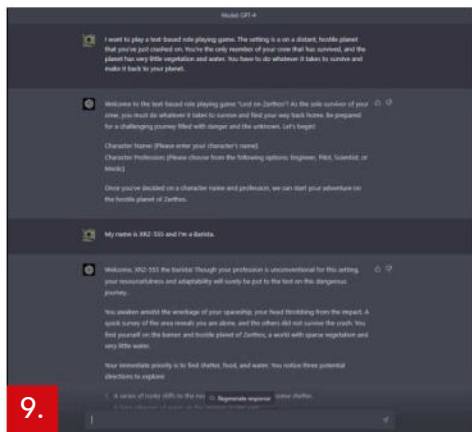 Model: GPT-4
I want to play a text-based role playing game. The setting is a on a distant, hostile planet
that you've just crashed on. You're the only member of your crew that has survived, and the
planet has very little vegetation and water. You have to do whatever it takes to survive and
make it back to your planet.
Welcome to the text-based role playing game "Lost on Zerthos"! As the sole survivor of your
crew, you must do whatever it takes to survive and find your way back home. Be prepared
for a challenging journey filled with danger and the unknown. Let's begin!
Character Name: (Please enter your character's name)
Character Profession: (Please choose from the following options: Engineer, Pilot, Scientist, or
Medic)
Once you've decided on a character name and profession, we can start your adventure on
the hostile planet of Zerthos.
My name is XRZ-555 and I'm a Barista.
Welcome, XRZ-555 the Barista! Though your profession is unconventional for this setting,
your resourcefulness and adaptability will surely be put to the test on this dangerous
journey.
You awaken amidst the wreckage of your spaceship, your head throbbing from the impact. A
quick survey of the area reveals you are alone, and the others did not survive the crash. You
find yourself on the barren and hostile planet of Zerthos, a world with sparse vegetation and
very little water.
Your immediate priority is to find shelter, food, and water. You notice three potential
directions to explore:
1. A series of rocky cliffs to the
Regenerate response
some shelter.
9.